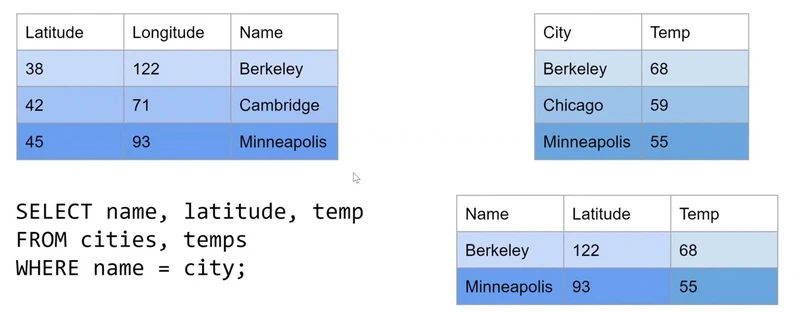 Latitude Longitude Name
38 122 Berkeley
42 71 Cambridge
45 93 Minneapolis
City Temp
Berkeley 68
Chicago 59
Minneapolis 55
SELECT name, latitude, temp
FROM cities, temps
WHERE name = city;
Name Latitude Temp
Berkeley 122 68
Minneapolis 93 55